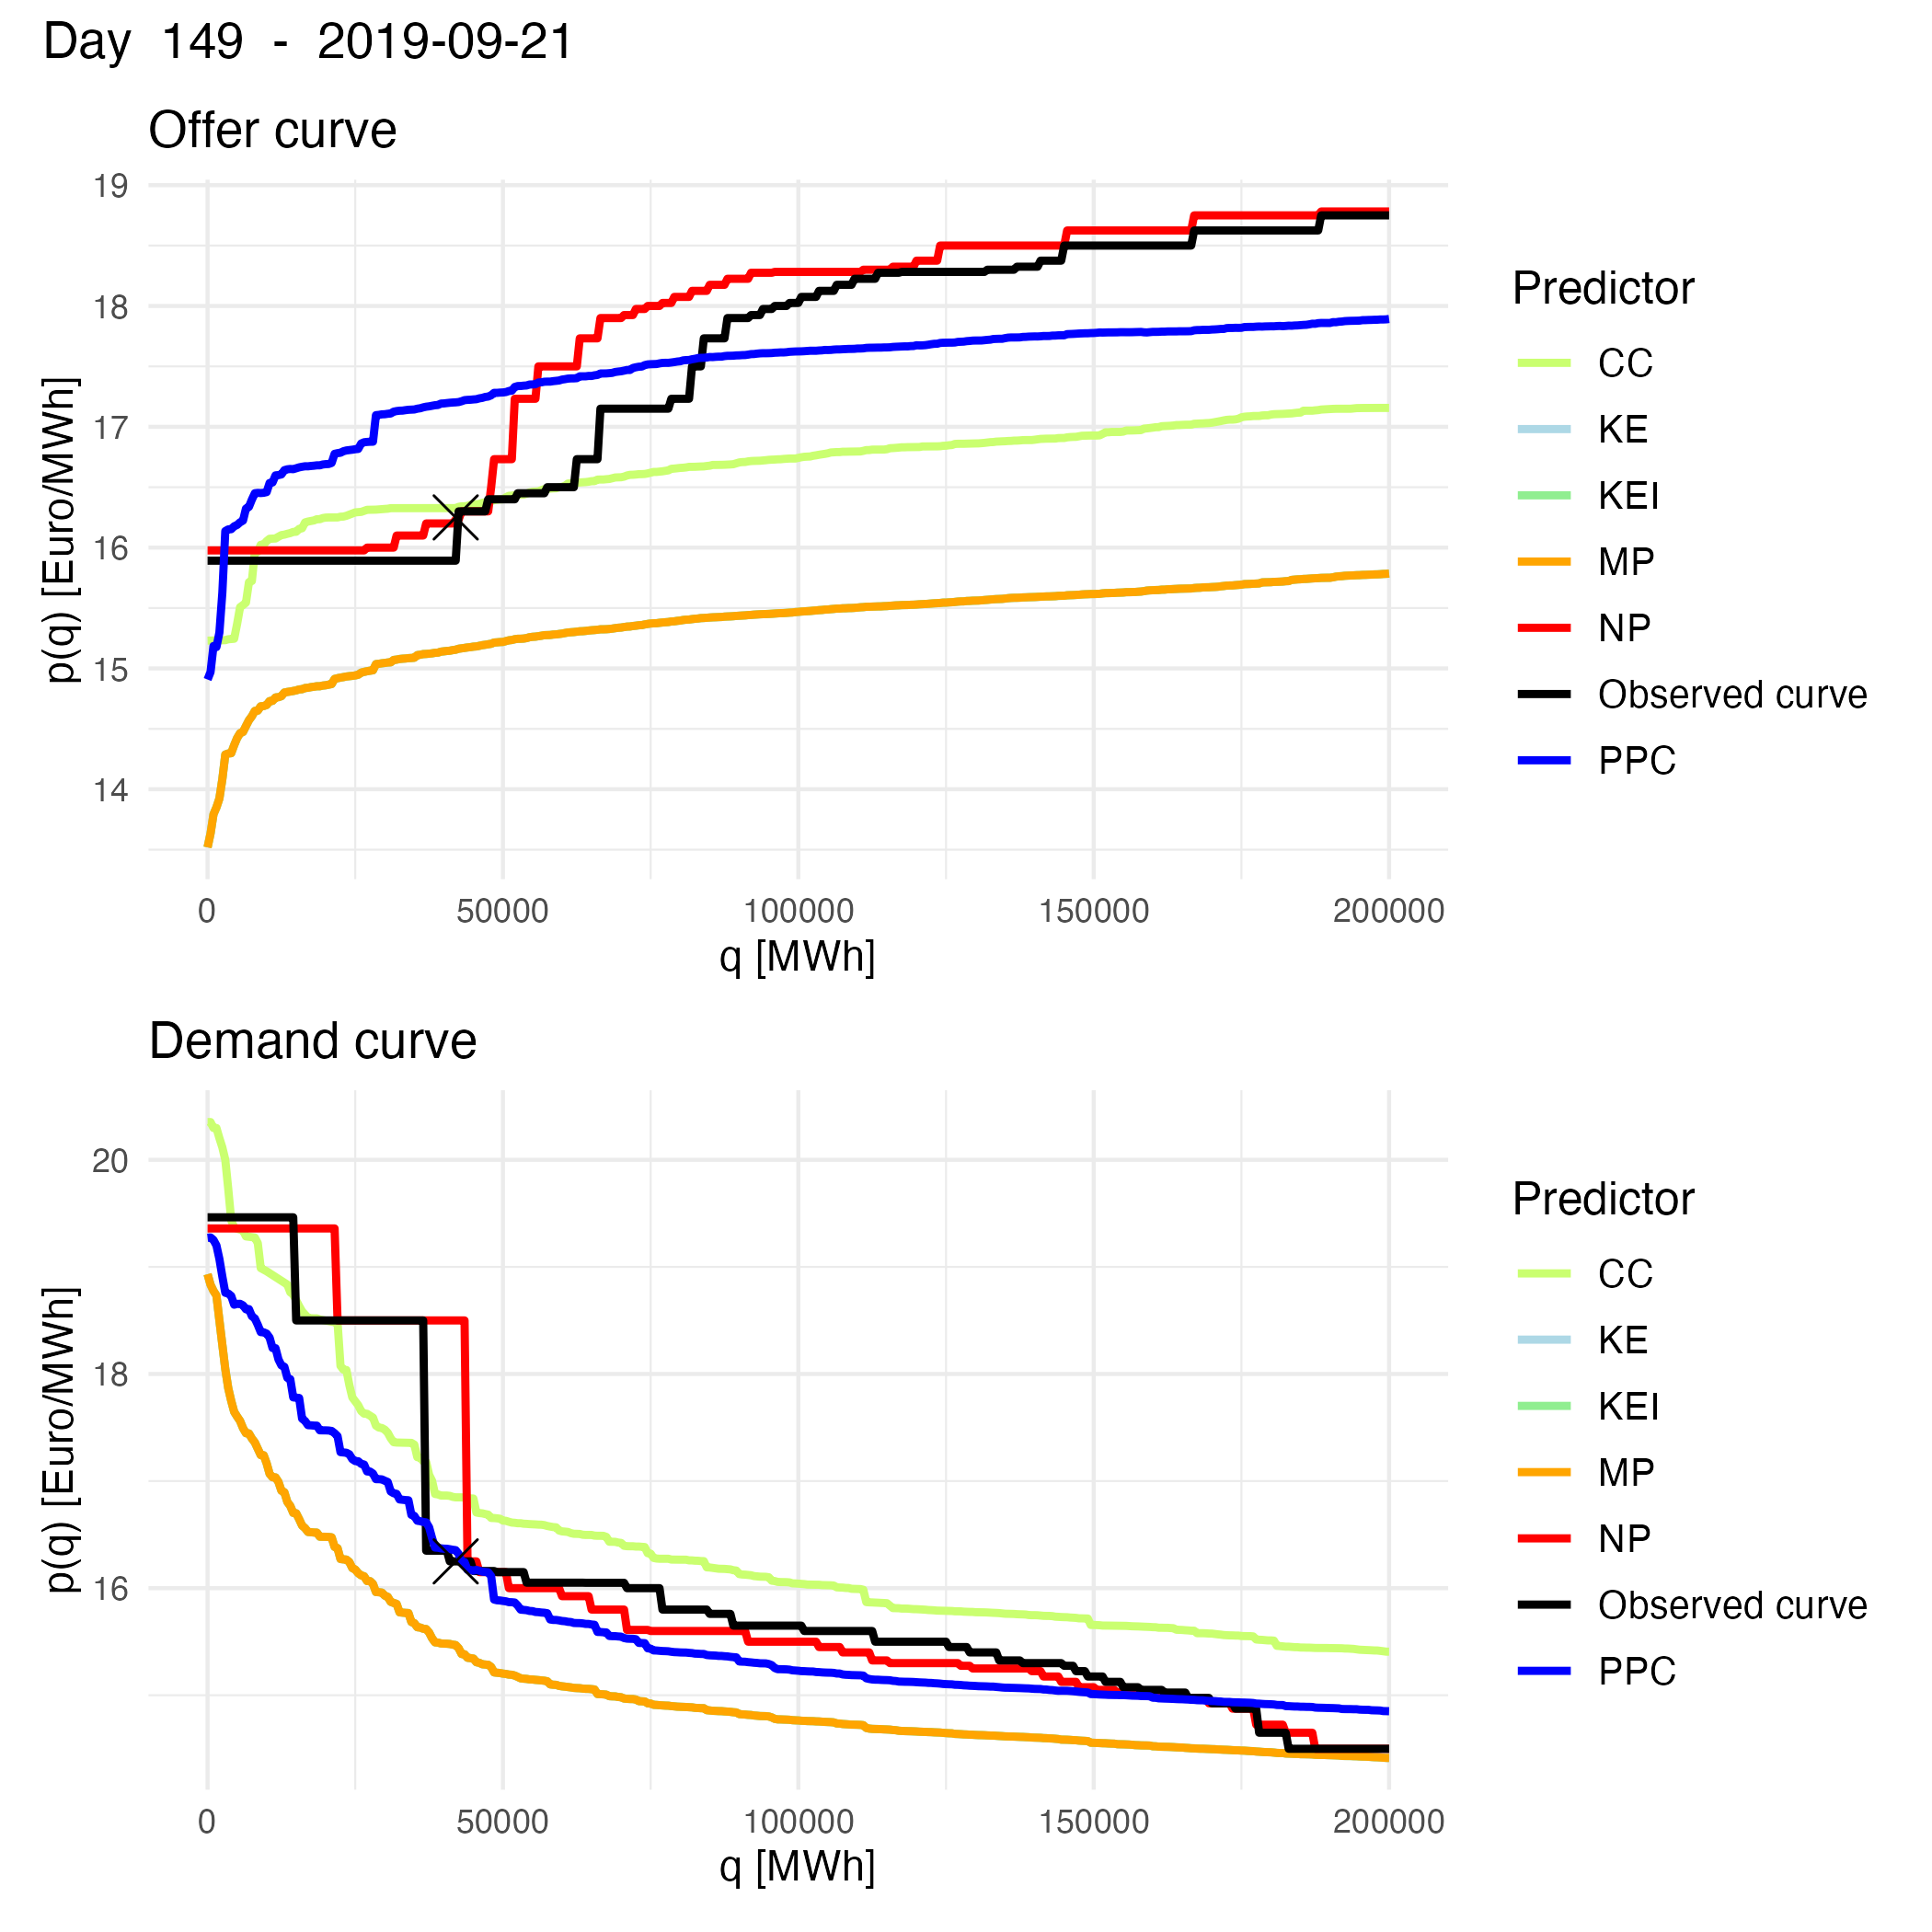 Day 149 - 2019-09-21
Offer curve
19
18
17
16
15
14
p(q) [Euro/MWh]
0 50000 100000 150000 200000
q [MWh]
Predictor
CC
KE
KEI
MP
NP
Observed curve
PPC
Demand curve
20
18
16
p(q) [Euro/MWh]
0 50000 100000 150000 200000
q [MWh]
Predictor
CC
KE
KEI
MP
NP
Observed curve
PPC